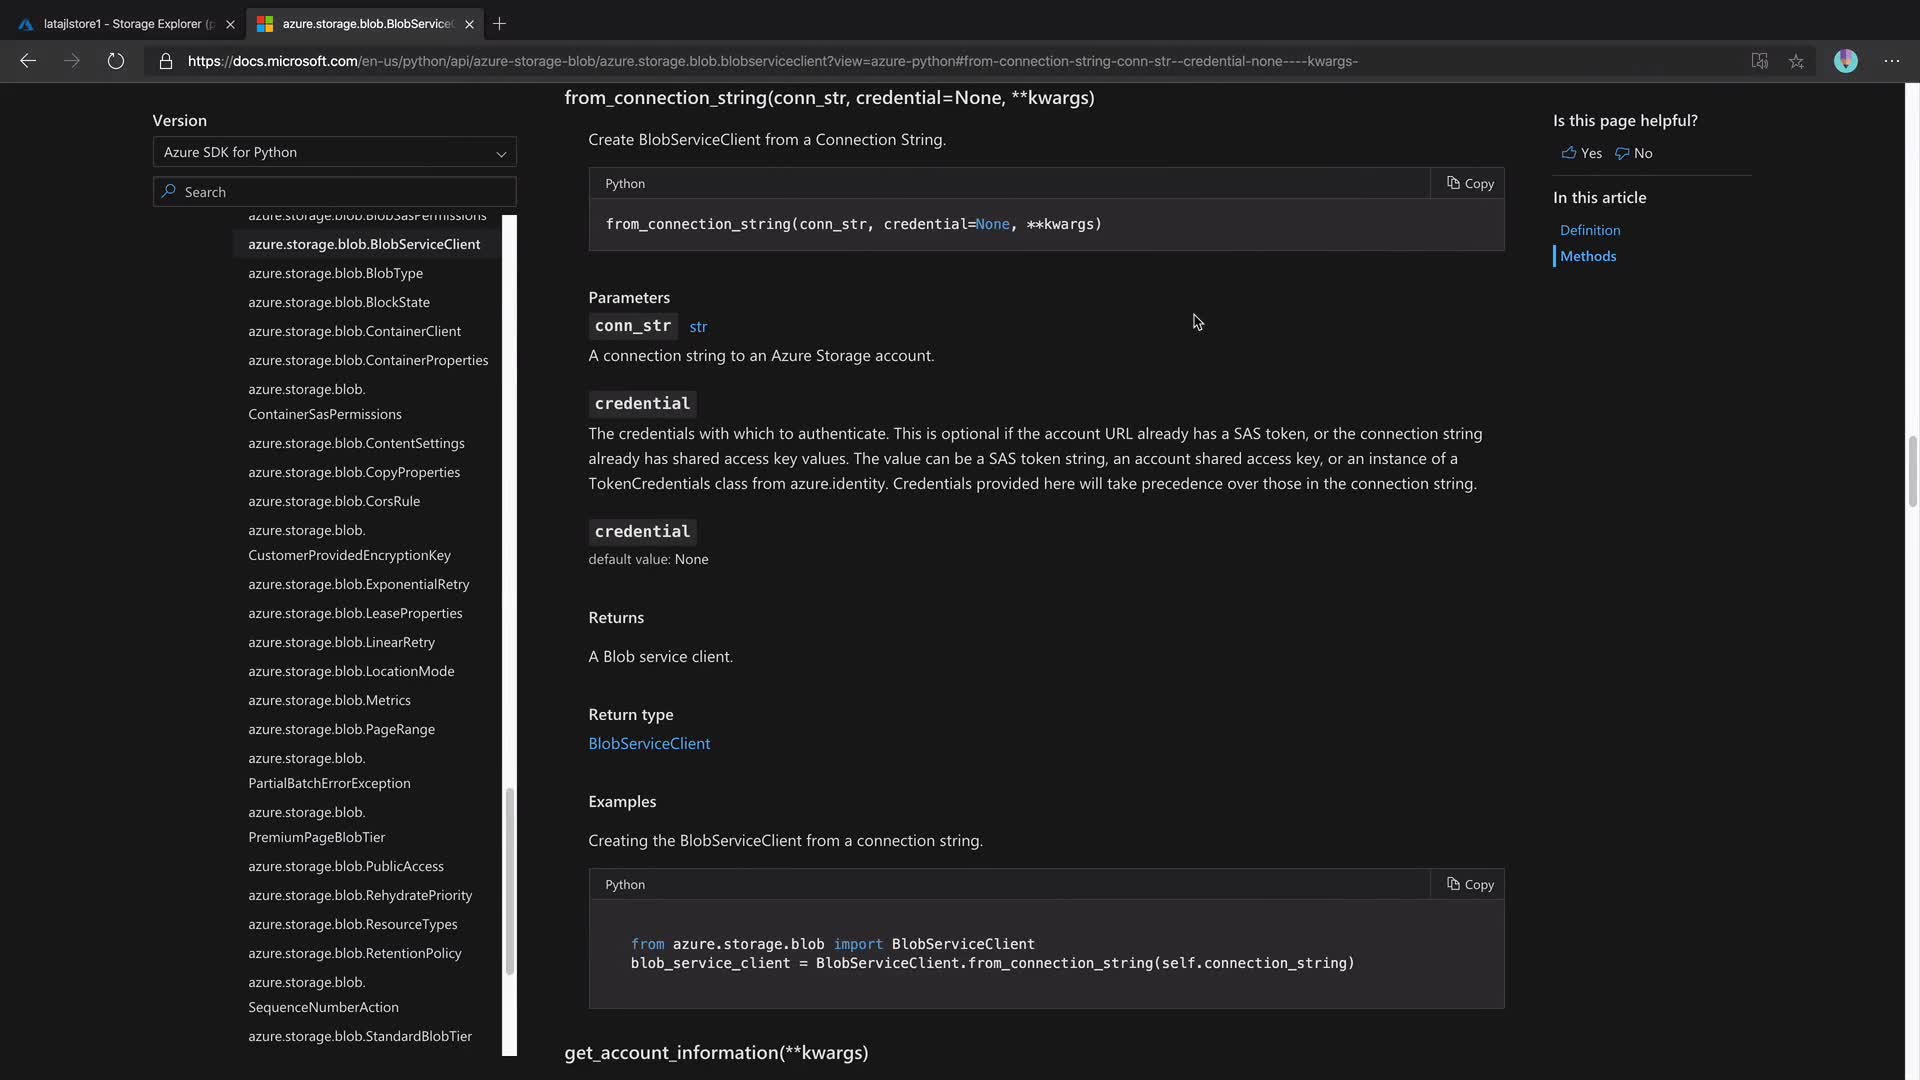 latajlstore1 - Storage Explorer (p
azure.storage.blob.BlobServiceC
https://docs.microsoft.com/en-us/python/api/azure-storage-blob/azure.storage.blob.blobserviceclient?view=azure-python#from-connection-string-conn-str--credential-none----kwargs-
Version
Azure SDK for Python
Search
azure.storage.blob.BlobSasPermissions
azure.storage.blob.BlobServiceClient
azure.storage.blob.BlobType
azure.storage.blob.BlockState
azure.storage.blob.ContainerClient
azure.storage.blob.ContainerProperties
azure.storage.blob.
ContainerSasPermissions
azure.storage.blob.ContentSettings
azure.storage.blob.CopyProperties
azure.storage.blob.CorsRule
azure.storage.blob.
CustomerProvidedEncryptionKey
azure.storage.blob.ExponentialRetry
azure.storage.blob.LeaseProperties
azure.storage.blob.LinearRetry
azure.storage.blob.LocationMode
azure.storage.blob.Metrics
azure.storage.blob.PageRange
azure.storage.blob.
PartialBatchErrorException
azure.storage.blob.
PremiumPageBlobTier
azure.storage.blob.PublicAccess
azure.storage.blob.RehydratePriority
azure.storage.blob.ResourceTypes
azure.storage.blob.RetentionPolicy
azure.storage.blob.
SequenceNumberAction
azure.storage.blob.StandardBlobTier
from_connection_string(conn_str, credential=None, **kwargs)
Create BlobServiceClient from a Connection String.
Python
Copy
from_connection_string(conn_str, credential=None, **kwargs)
Parameters
conn_str str
A connection string to an Azure Storage account.
credential
The credentials with which to authenticate. This is optional if the account URL already has a SAS token, or the connection string
already has shared access key values. The value can be a SAS token string, an account shared access key, or an instance of a
TokenCredentials class from azure.identity. Credentials provided here will take precedence over those in the connection string.
credential
default value: None
Returns
A Blob service client.
Return type
BlobServiceClient
Examples
Creating the BlobServiceClient from a connection string.
Python
Copy
from azure.storage.blob import BlobServiceClient
blob_service_client = BlobServiceClient.from_connection_string(self.connection_string)
get_account_information(**kwargs)
Is this page helpful?
Yes No
In this article
Definition
Methods